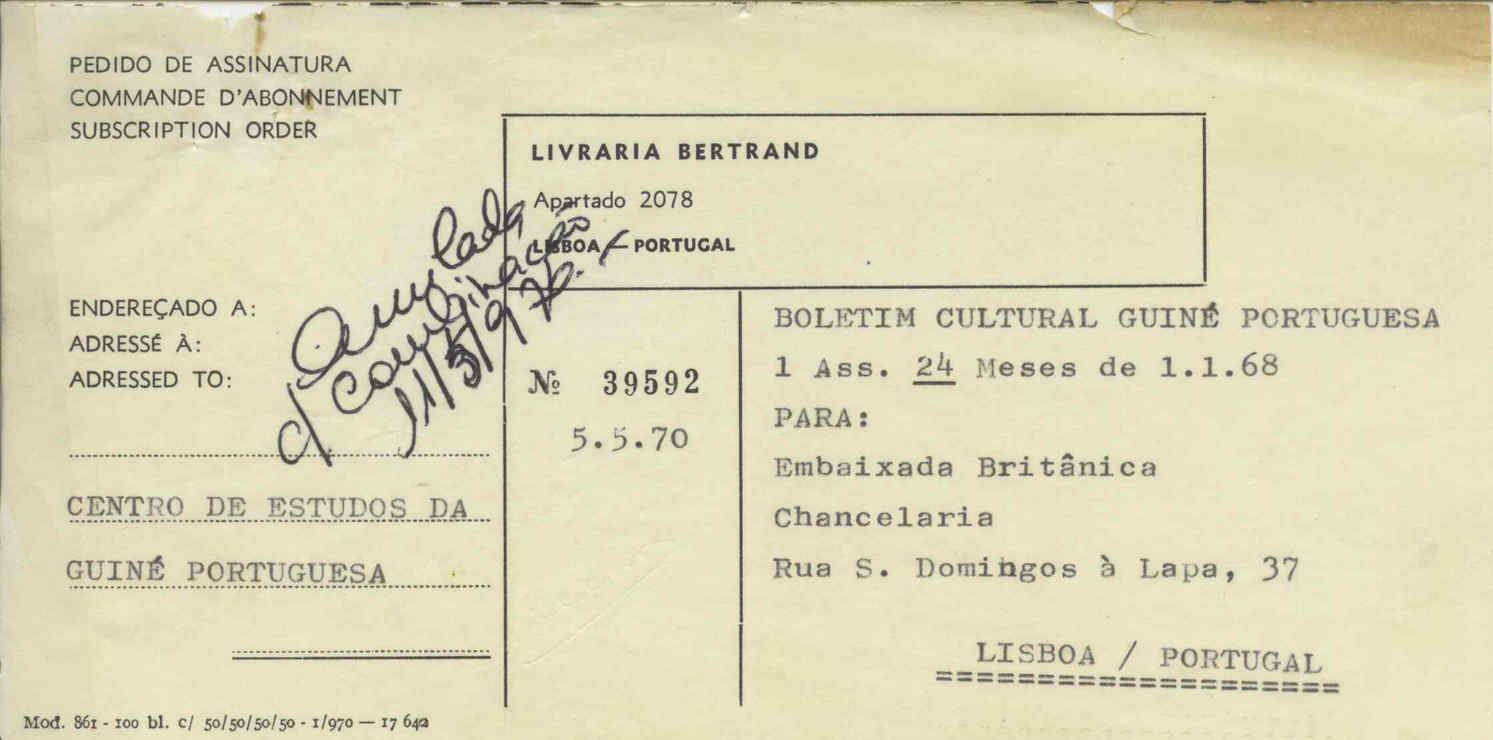 PEDIDO DE ASSINATURA
COMMANDE D'ABONNEMENT
SUBSCRIPTION ORDER
LIVRARIA BERTRAND
Apartado 2078
LISBOA - PORTUGAL
ENDEREÇADO A:
ADRESSÉ À:
ADRESSED TO:
CENTRO DE ESTUDOS DA
GUINÉ PORTUGUESA
Anulada
c/ combinação
11/5/970.
№ 39592
5.5.70
BOLETIM CULTURAL GUINÉ PORTUGUESA
1 Ass. 24 Meses de 1.1.68
PARA:
Embaixada Britânica
Chancelaria
Rua S. Domingos à Lapa, 37
LISBOA / PORTUGAL
Mod. 861 - 100 bl. c/ 50/50/50/50 - 1/970 — 17 642